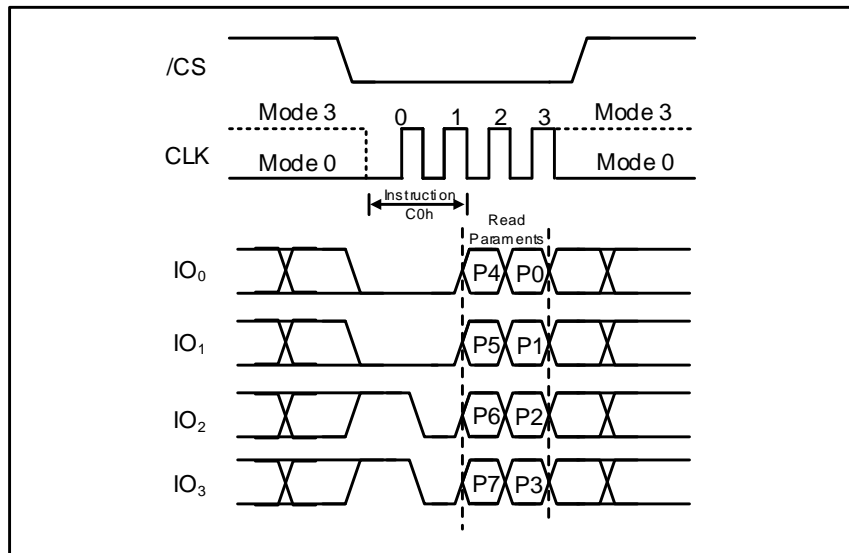 /CS
Mode 3 0 1 2 3 Mode 3
CLK
Mode 0 Mode 0
Instruction
C0h
Read
Paraments
IO0 P4 P0
IO1 P5 P1
IO2 P6 P2
IO3 P7 P3